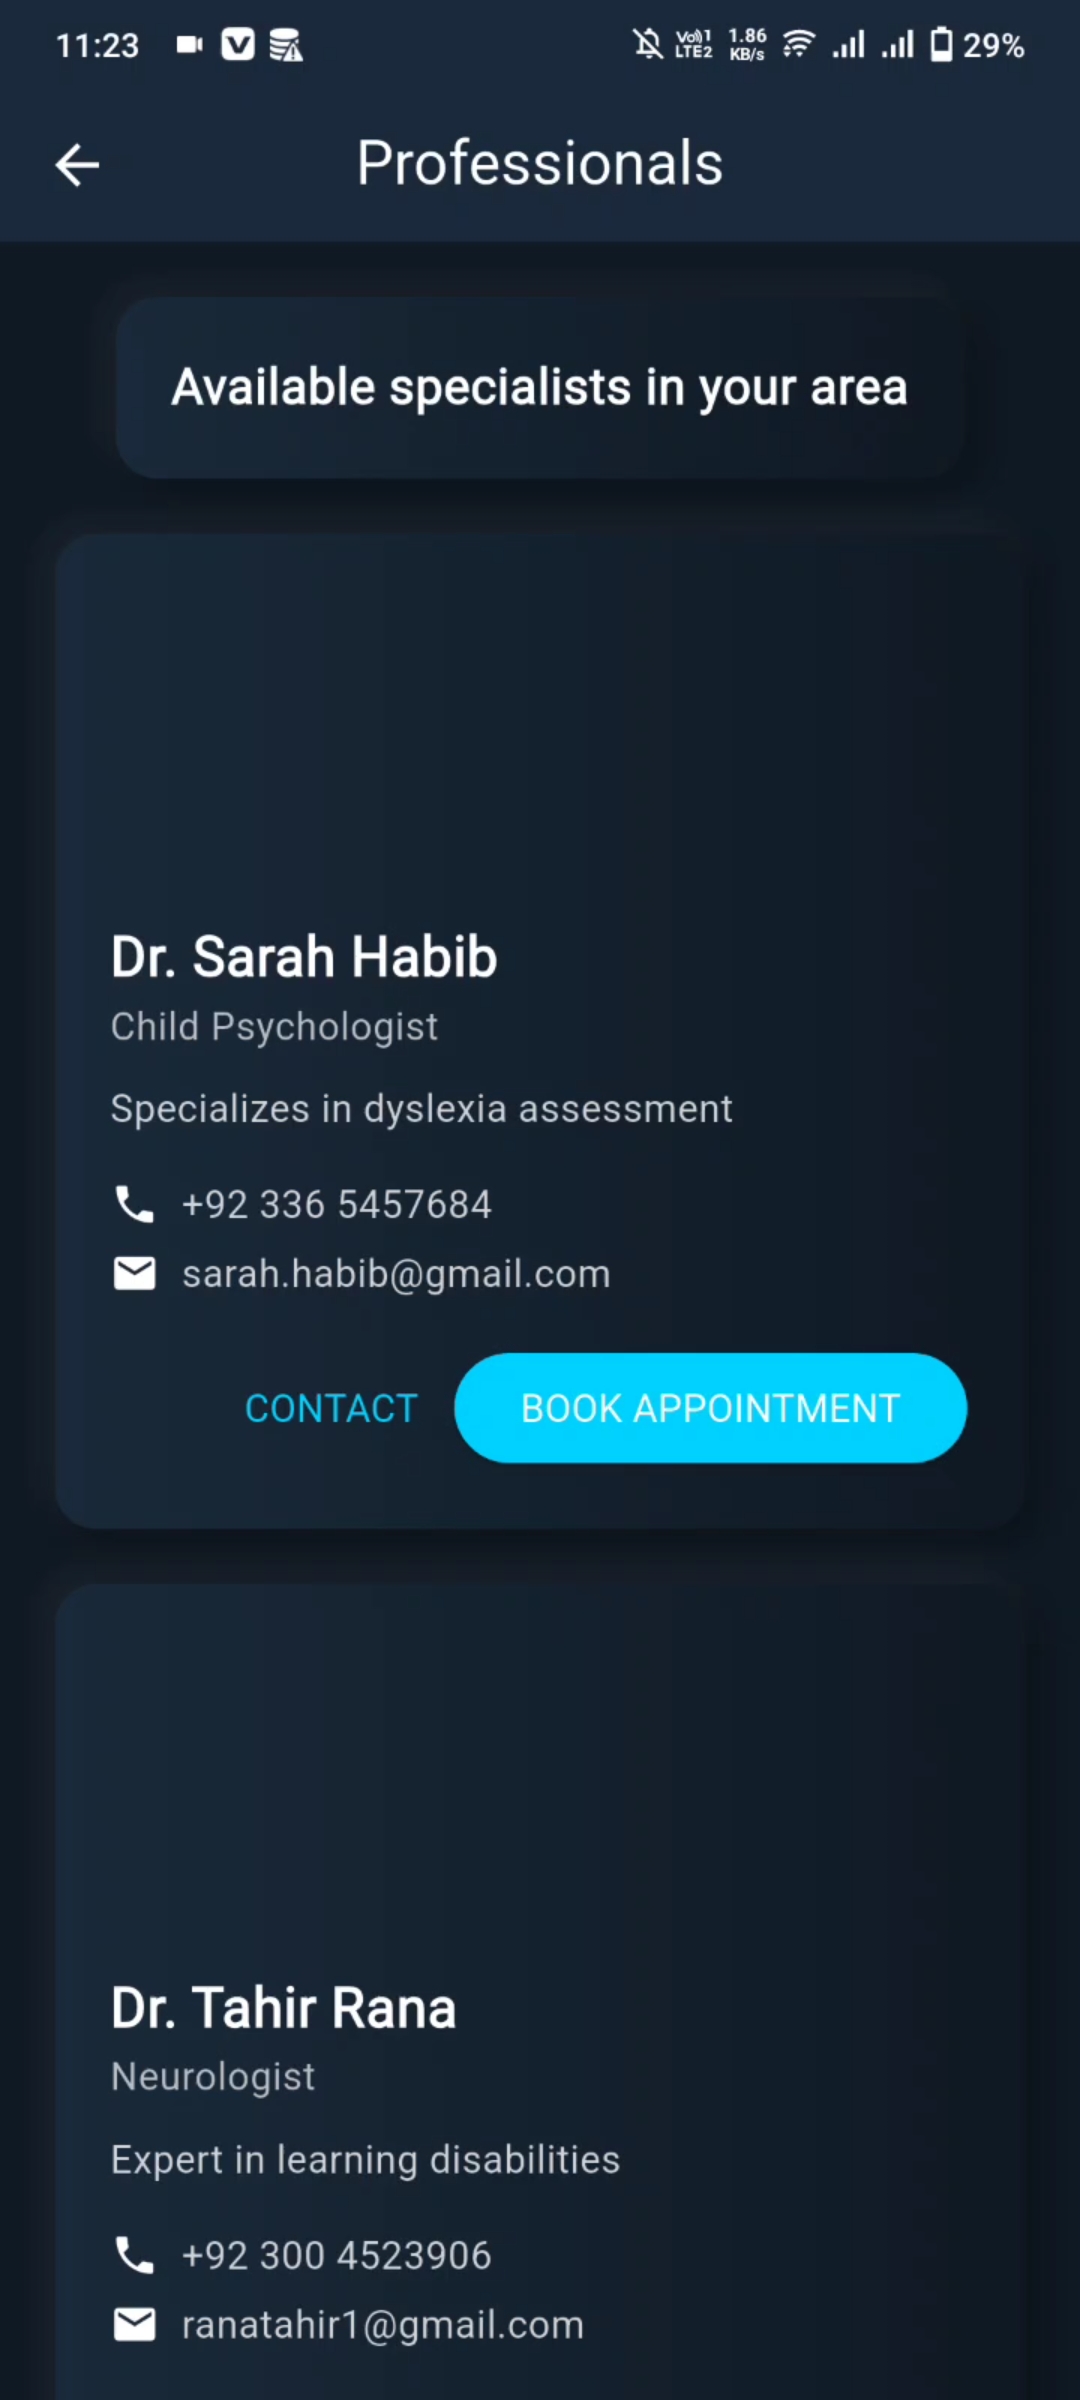 11:23
Vo)) 1
LTE2
1.86
KB/s
29%
Professionals
Available specialists in your area
Dr. Sarah Habib
Child Psychologist
Specializes in dyslexia assessment
+92 336 5457684
sarah.habib@gmail.com
CONTACT
BOOK APPOINTMENT
Dr. Tahir Rana
Neurologist
Expert in learning disabilities
+92 300 4523906
ranatahir1@gmail.com